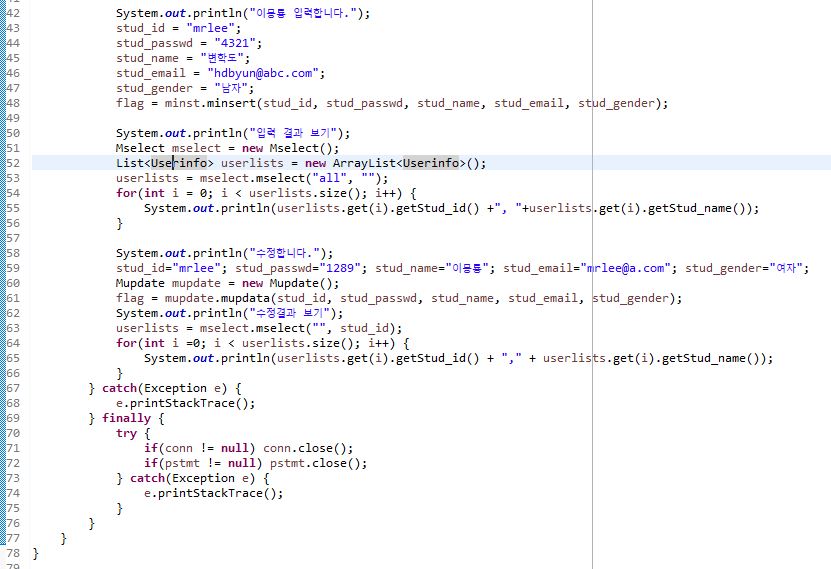 42 System.out.println("이몽룡 입력합니다.");
43 stud_id = "mrlee";
44 stud_passwd = "4321";
45 stud_name = "변학도";
46 stud_email = "hdbyun@abc.com";
47 stud_gender = "남자";
48 flag = minst.minsert(stud_id, stud_passwd, stud_name, stud_email, stud_gender);
49
50 System.out.println("입력 결과 보기");
51 Mselect mselect = new Mselect();
52 List<Userinfo> userlists = new ArrayList<Userinfo>();
53 userlists = mselect.mselect("all", "");
54 for(int i = 0; i < userlists.size(); i++) {
55 System.out.println(userlists.get(i).getStud_id() +", "+userlists.get(i).getStud_name());
56 }
57
58 System.out.println("수정합니다.");
59 stud_id="mrlee"; stud_passwd="1289"; stud_name="이몽룡"; stud_email="mrlee@a.com"; stud_gender="여자";
60 Mupdate mupdate = new Mupdate();
61 flag = mupdate.mupdata(stud_id, stud_passwd, stud_name, stud_email, stud_gender);
62 System.out.println("수정결과 보기");
63 userlists = mselect.mselect("", stud_id);
64 for(int i =0; i < userlists.size(); i++) {
65 System.out.println(userlists.get(i).getStud_id() + "," + userlists.get(i).getStud_name());
66 }
67 } catch(Exception e) {
68 e.printStackTrace();
69 } finally {
70 try {
71 if(conn != null) conn.close();
72 if(pstmt != null) pstmt.close();
73 } catch(Exception e) {
74 e.printStackTrace();
75 }
76 }
77 }
78 }